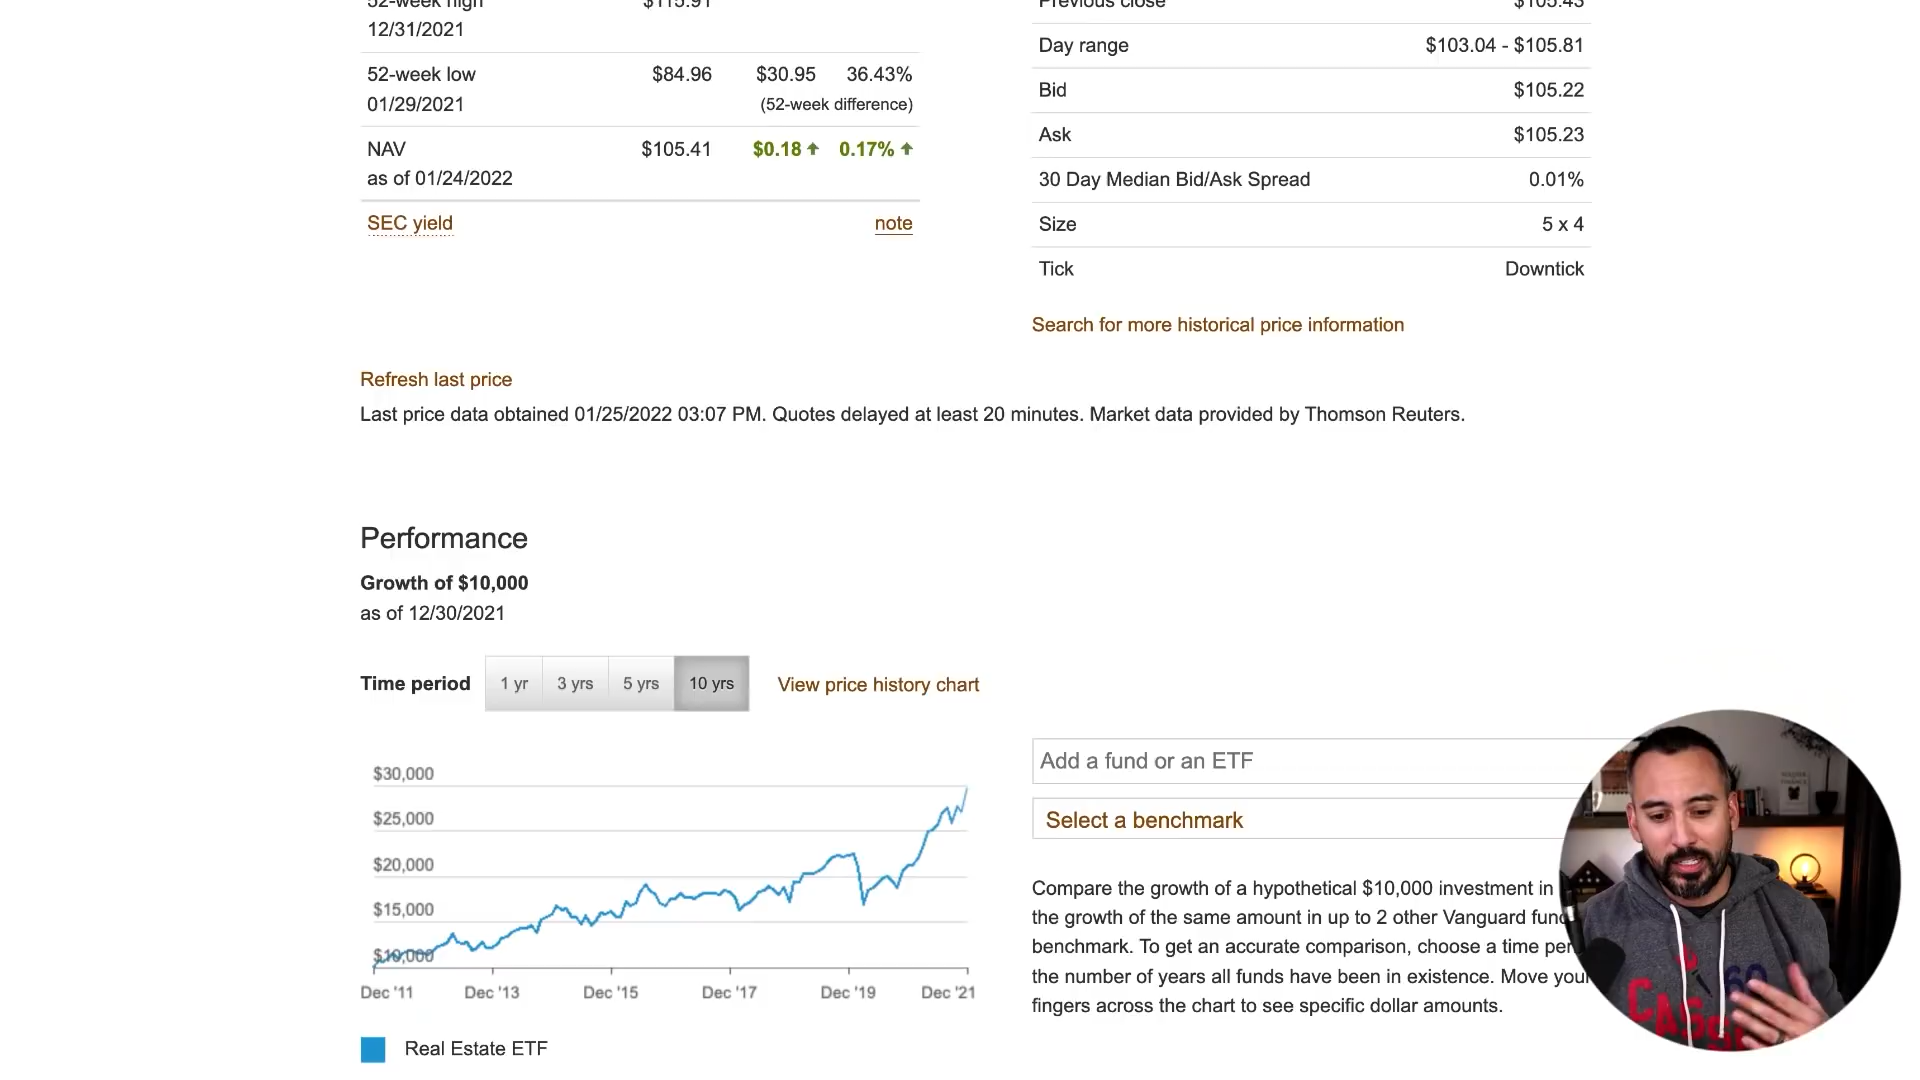 52-week high $115.91
12/31/2021
52-week low $84.96 $30.95 36.43%
01/29/2021 (52-week difference)
NAV $105.41 $0.18 0.17%
as of 01/24/2022
SEC yield note
Previous close $105.43
Day range $103.04 - $105.81
Bid $105.22
Ask $105.23
30 Day Median Bid/Ask Spread 0.01%
Size 5 x 4
Tick Downtick
Search for more historical price information
Refresh last price
Last price data obtained 01/25/2022 03:07 PM. Quotes delayed at least 20 minutes. Market data provided by Thomson Reuters.
Performance
Growth of $10,000
as of 12/30/2021
Time period 1 yr 3 yrs 5 yrs 10 yrs View price history chart
$30,000
$25,000
$20,000
$15,000
$10,000
Dec '11 Dec '13 Dec '15 Dec '17 Dec '19 Dec '21
Real Estate ETF
Add a fund or an ETF
Select a benchmark
Compare the growth of a hypothetical $10,000 investment in
the growth of the same amount in up to 2 other Vanguard
benchmark. To get an accurate comparison, choose a time
the number of years all funds have been in existence. Move your
fingers across the chart to see specific dollar amounts.